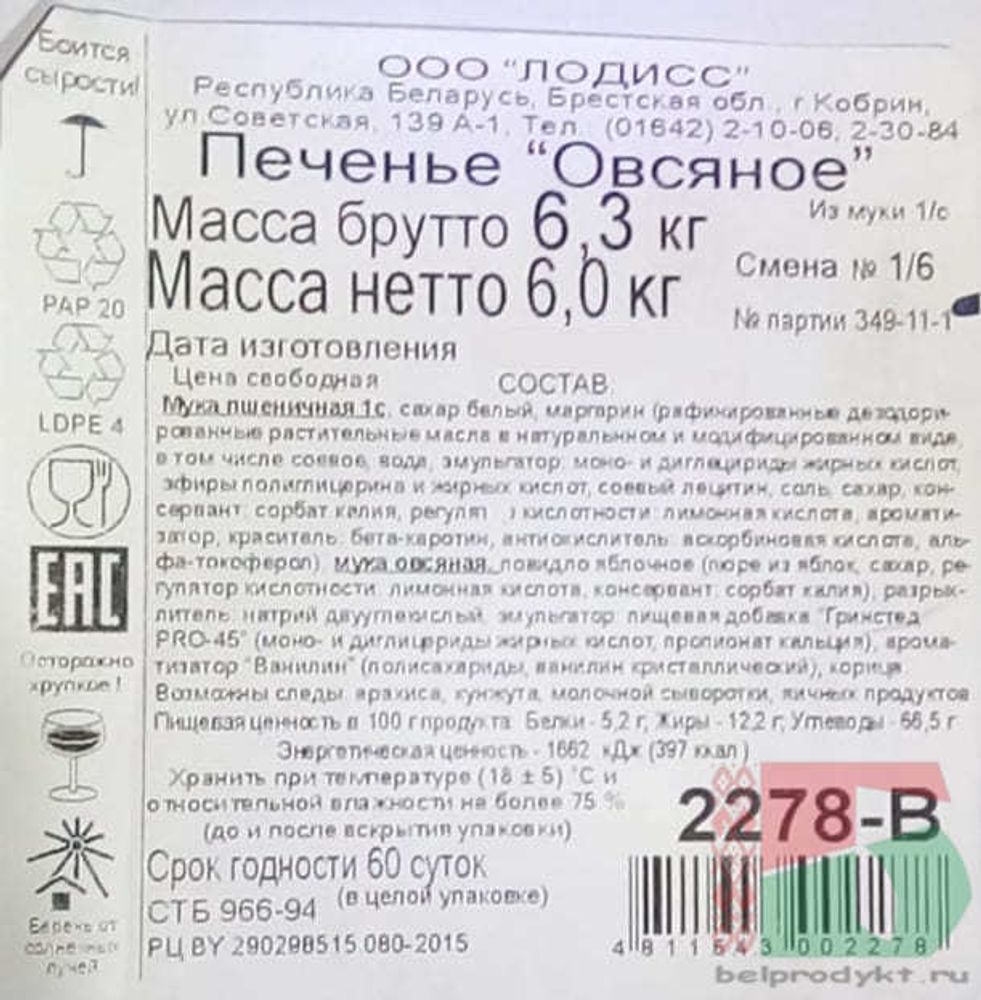 Боится
сырости!
PAP 20
LDPE 4
EAC
Осторожно
хрупкое!
Беречь от
солнечных
лучей
ООО "ЛОДИСС"
Республика Беларусь, Брестская обл., г Кобрин,
ул Советская, 139 А-1, Тел.: (01642) 2-10-06, 2-30-84
Печенье “Овсяное”
Масса брутто 6,3 кг
Из муки 1/с
Масса нетто 6,0 кг
Смена № 1/6
№ партии 349-11-1
Дата изготовления
Цена свободная
СОСТАВ:
Мука пшеничная 1с, сахар белый, маргарин (рафинированные дезодори-
рованные растительные масла в натуральном и модифицированном виде,
в том числе соевое, вода, эмульгатор: моно- и диглицириды жирных кислот,
эфиры полиглицерина и жирных кислот, соевый лецитин, соль, сахар, кон-
сервант: сорбат калия, регулят кислотности: лимонная кислота, аромати-
затор, краситель: бета-каротин, антиокислитель: аскорбиновая кислота, аль-
фа-токоферол), мука овсяная, повидло яблочное (пюре из яблок, сахар, ре-
гулятор кислотности: лимонная кислота, консервант: сорбат калия), разрых-
литель: натрий двууглекислый, эмульгатор: пищевая добавка "Гринстед
PRO-45" (моно- и диглицериды жирных кислот, пропионат кальция), арома-
тизатор "Ванилин" (полисахариды, ванилин кристаллический), корица.
Возможны следы: арахиса, кунжута, молочной сыворотки, яичных продуктов
Пищевая ценность в 100 г продукта: Белки - 5,2 г, Жиры - 12,2 г, Углеводы - 66,5 г
Энергетическая ценность - 1662 кДж (397 ккал)
Хранить при температуре (18 ± 5) °С и
относительной влажности не более 75 %
(до и после вскрытия упаковки)
Срок годности 60 суток
(в целой упаковке)
СТБ 966-94
РЦ BY 290298515.080-2015
2278-В
4 811543 002278
belprodykt.ru